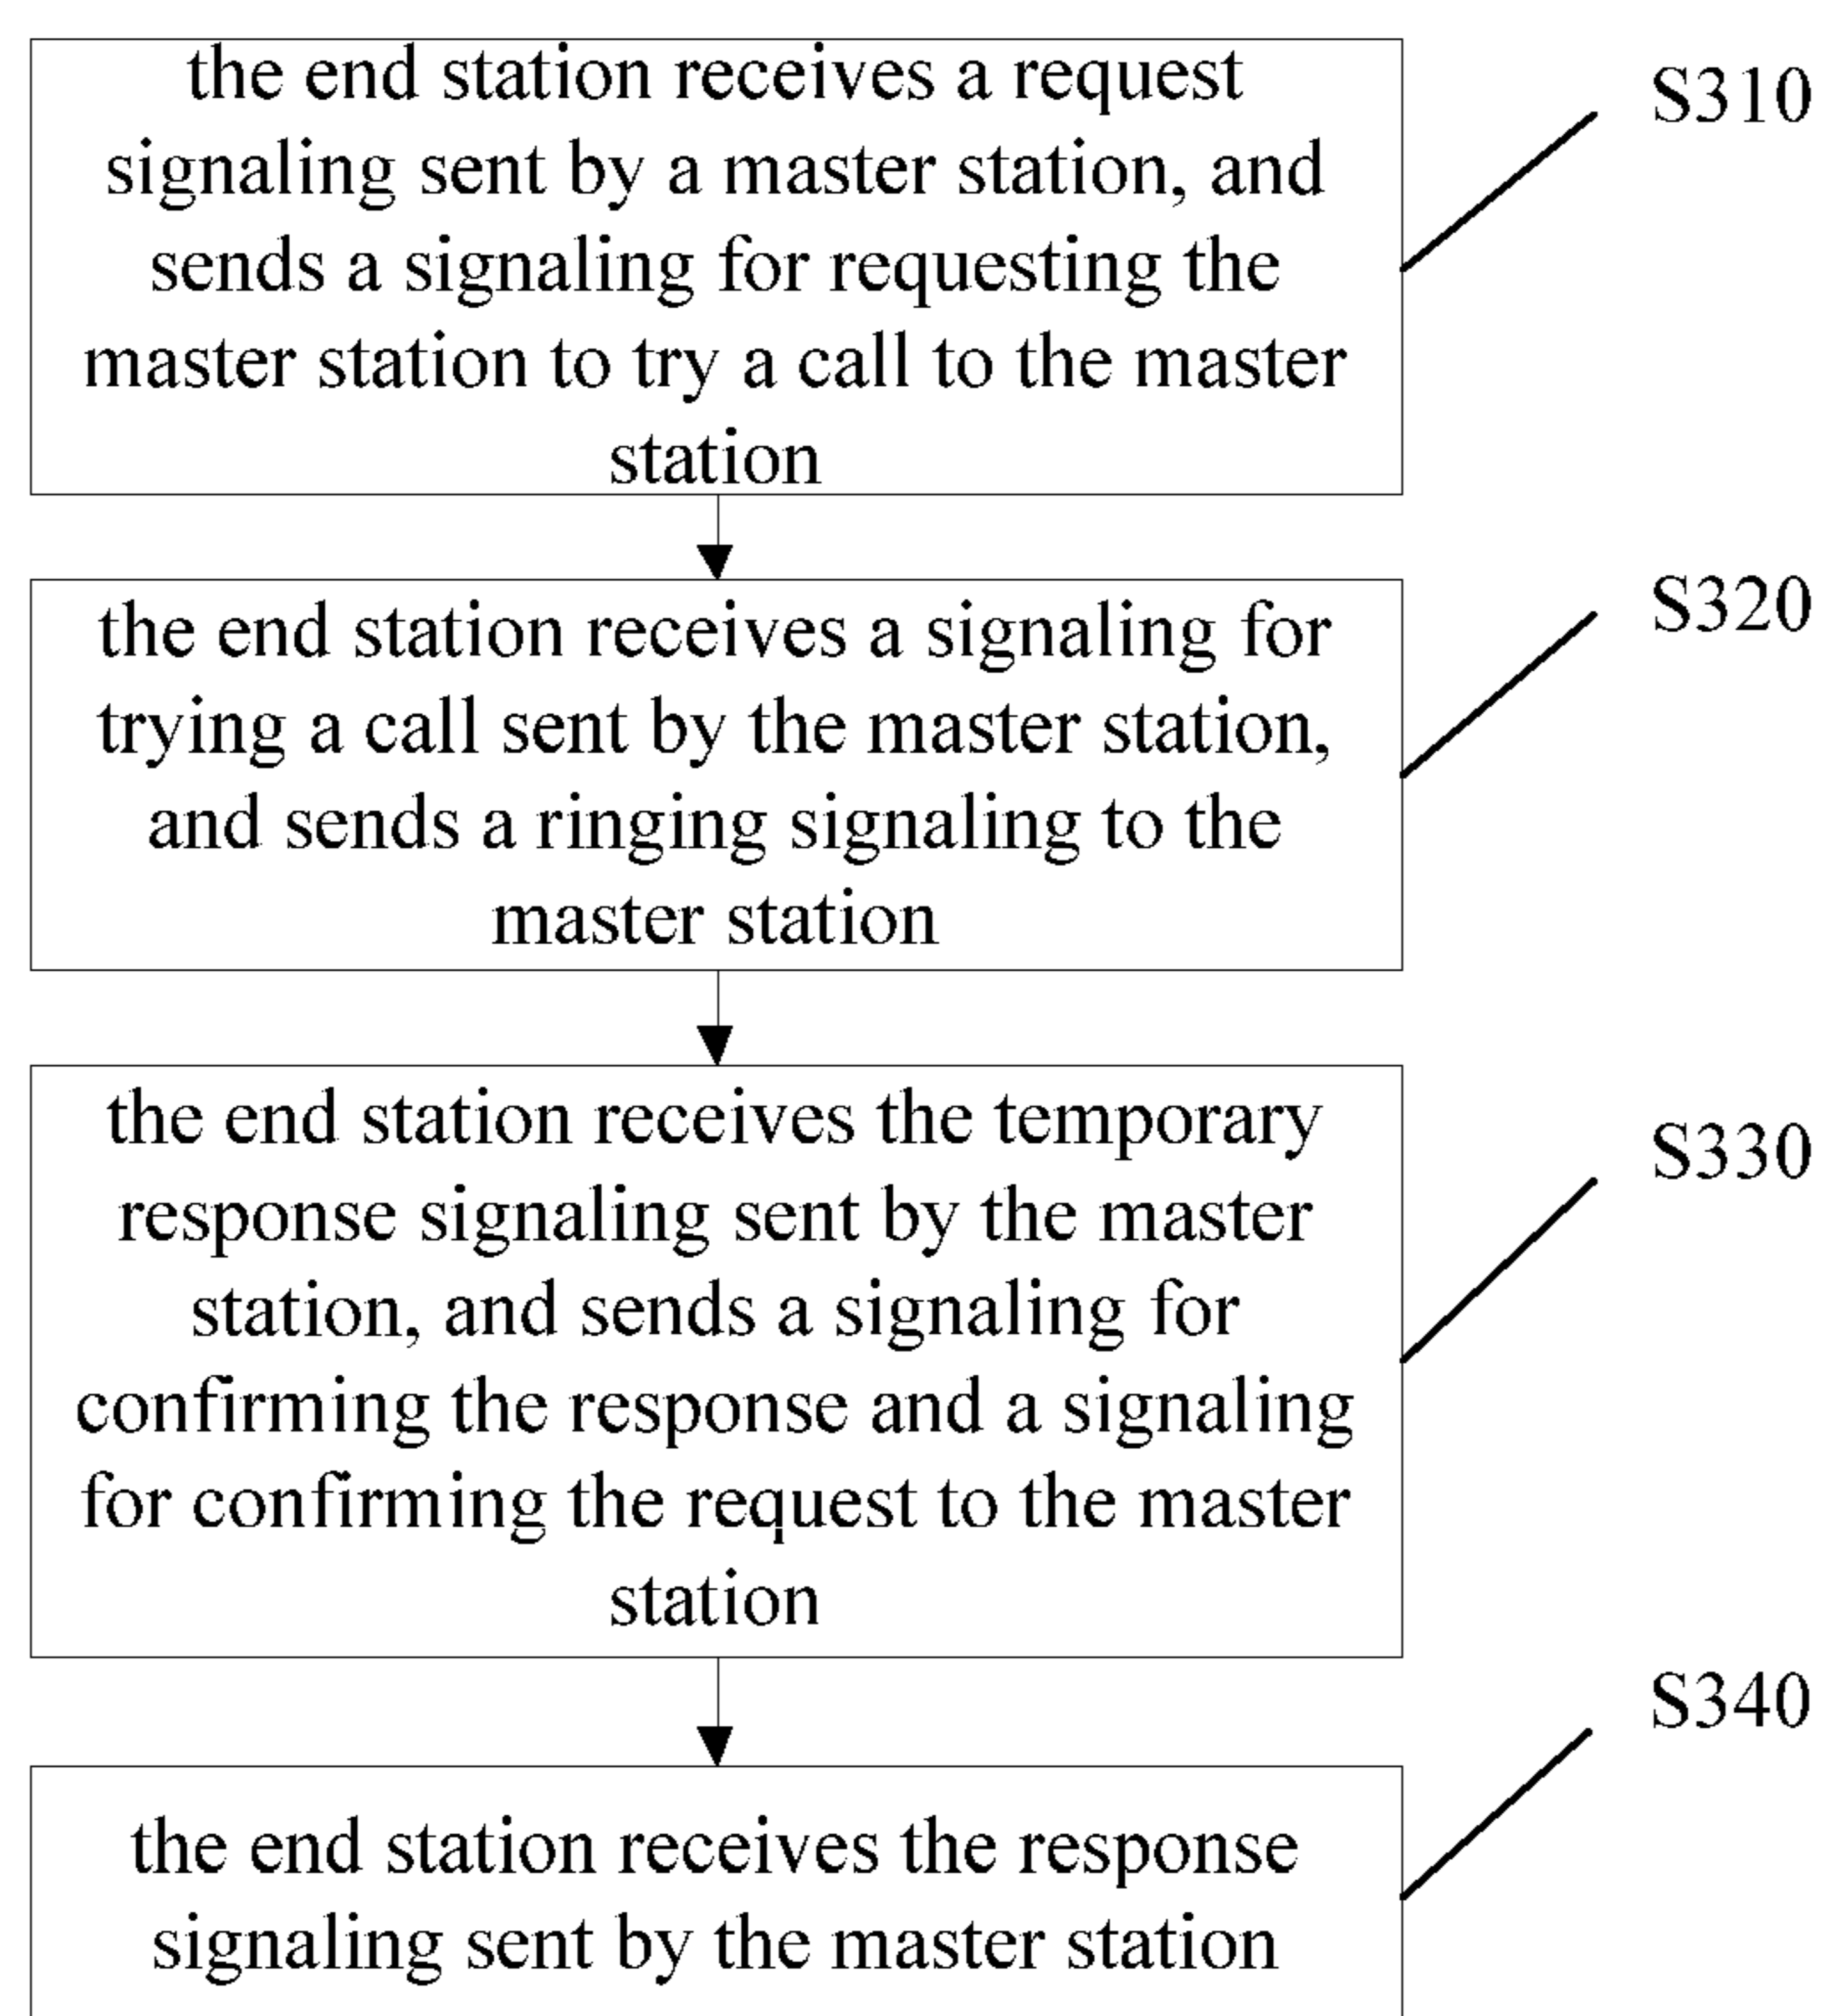 the end station receives a request
signaling sent by a master station, and
sends a signaling for requesting the
master station to try a call to the master
station
S310
the end station receives a signaling for
trying a call sent by the master station,
and sends a ringing signaling to the
master station
S320
the end station receives the temporary
response signaling sent by the master
station, and sends a signaling for
confirming the response and a signaling
for confirming the request to the master
station
S330
the end station receives the response
signaling sent by the master station
S340